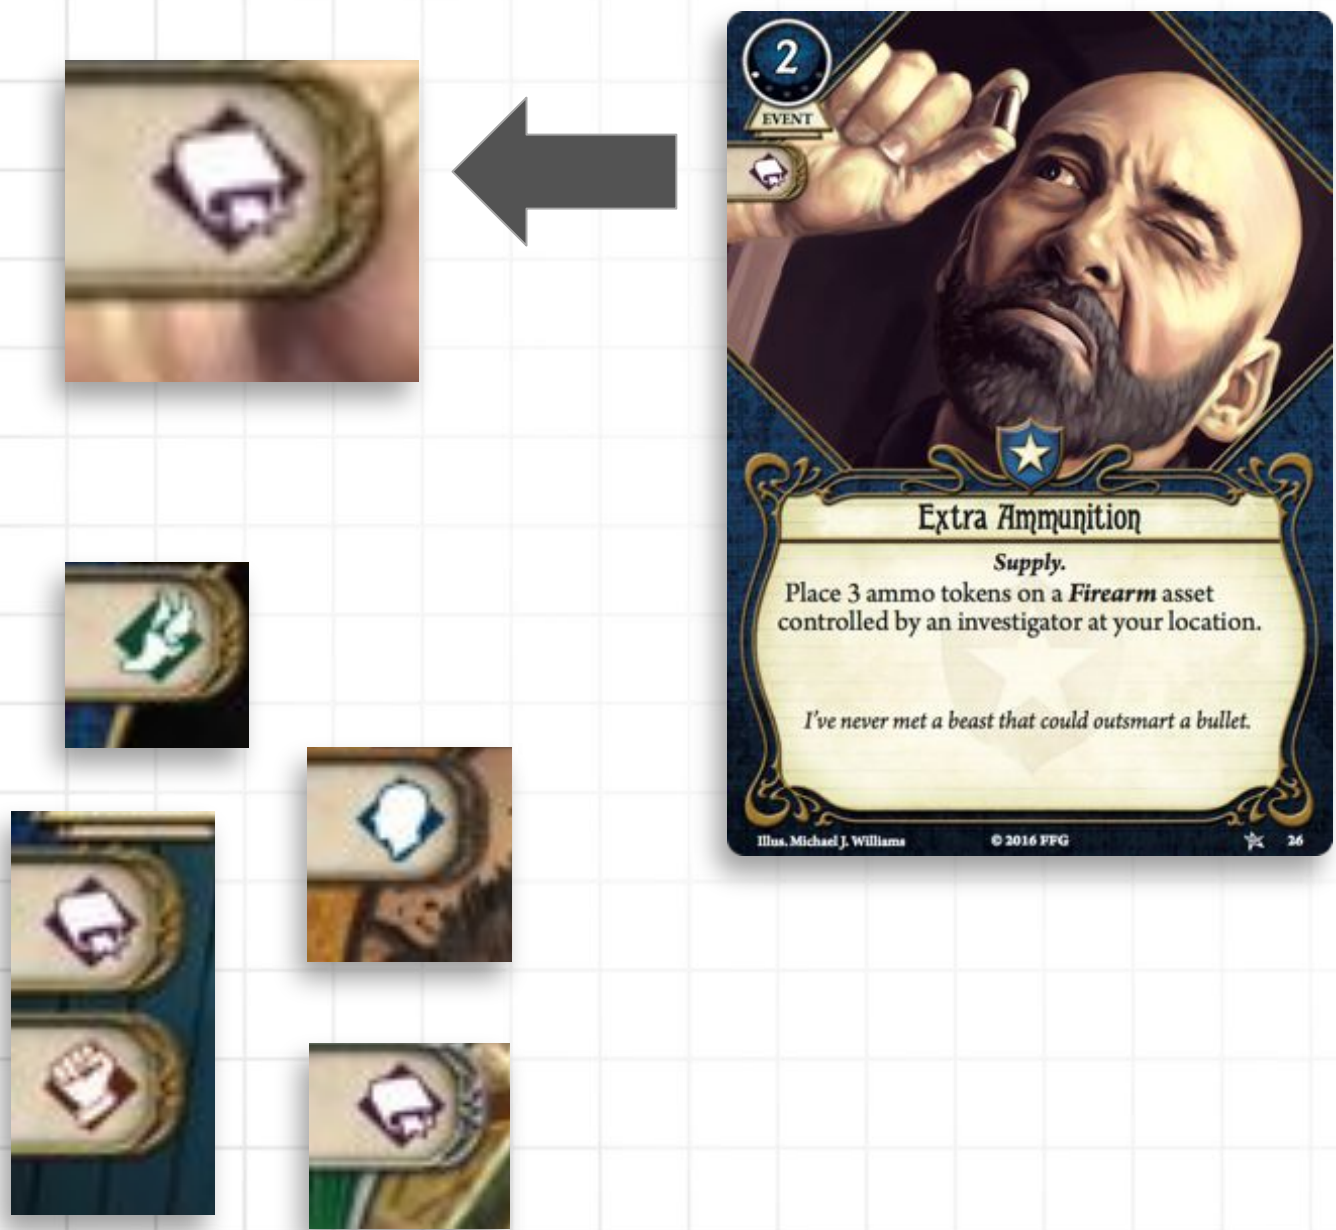 2
EVENT
Extra Ammunition
Supply.
Place 3 ammo tokens on a Firearm asset
controlled by an investigator at your location.
I've never met a beast that could outsmart a bullet.
Illus. Michael J. Williams © 2016 FFG 26